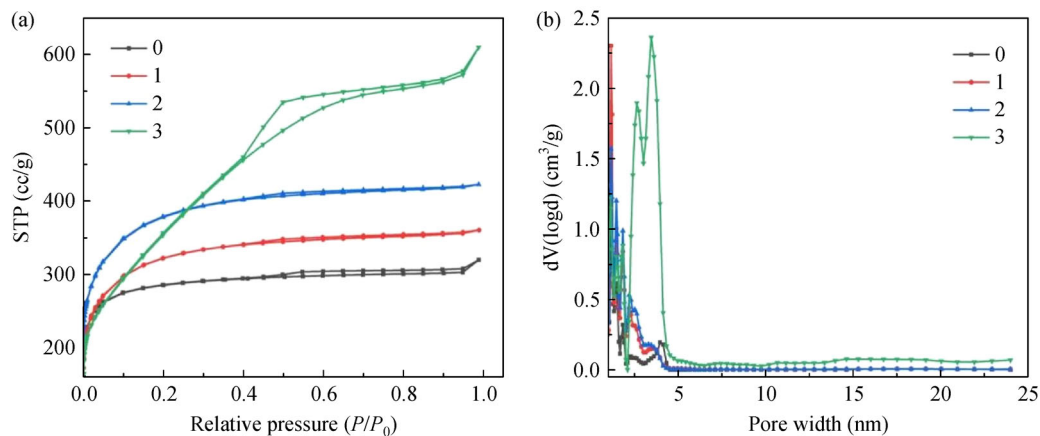 (a)
600
500
400
300
200
STP (cc/g)
0
1
2
3
0.0 0.2 0.4 0.6 0.8 1.0
Relative pressure (P/P0)
(b)
2.5
2.0
1.5
1.0
0.5
0.0
dV(logd) (cm³/g)
0
1
2
3
5 10 15 20 25
Pore width (nm)